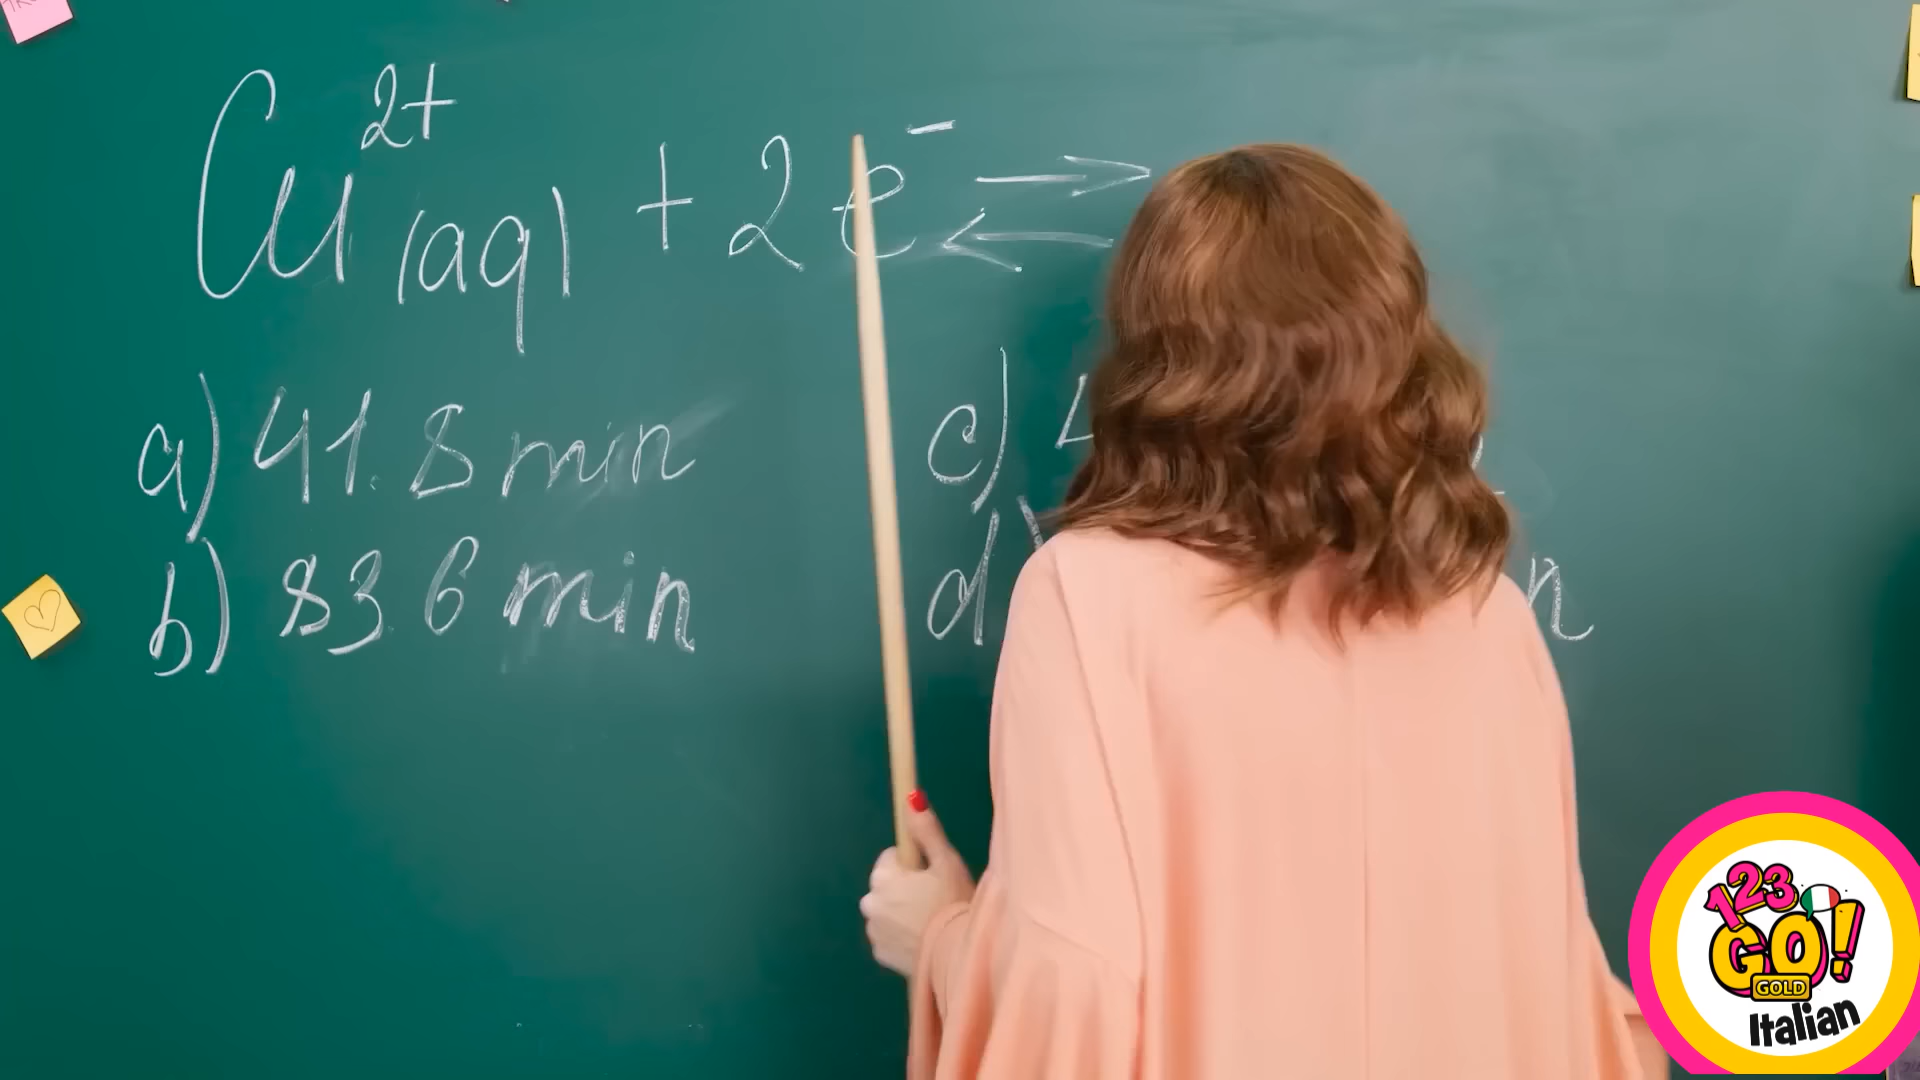 Cu²⁺(aq) + 2e⁻ ⇄
a) 41.8 min
b) 83.6 min
c)
d)
123
GO!
GOLD
Italian